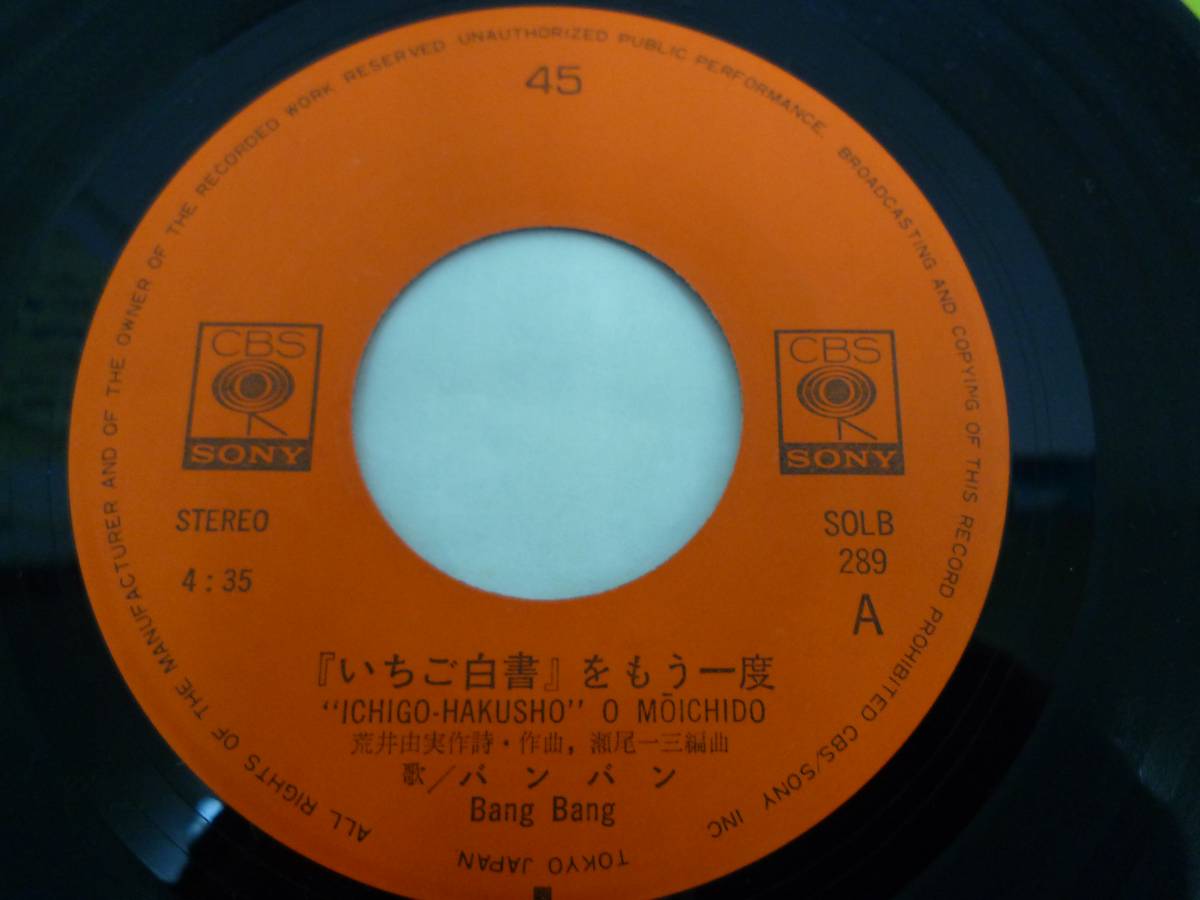 45
CBS
SONY
CBS
SONY
STEREO
4:35
SOLB
289
A
『いちご白書』をもう一度
“ICHIGO-HAKUSHO” O MŌICHIDO
荒井由実作詩・作曲, 瀬尾一三編曲
歌/バンバン
Bang Bang
ALL RIGHTS OF THE MANUFACTURER AND OF THE OWNER OF THE RECORDED WORK RESERVED UNAUTHORIZED PUBLIC PERFORMANCE. BROADCASTING AND COPYING OF THIS RECORD PROHIBITED CBS/SONY INC
TOKYO JAPAN